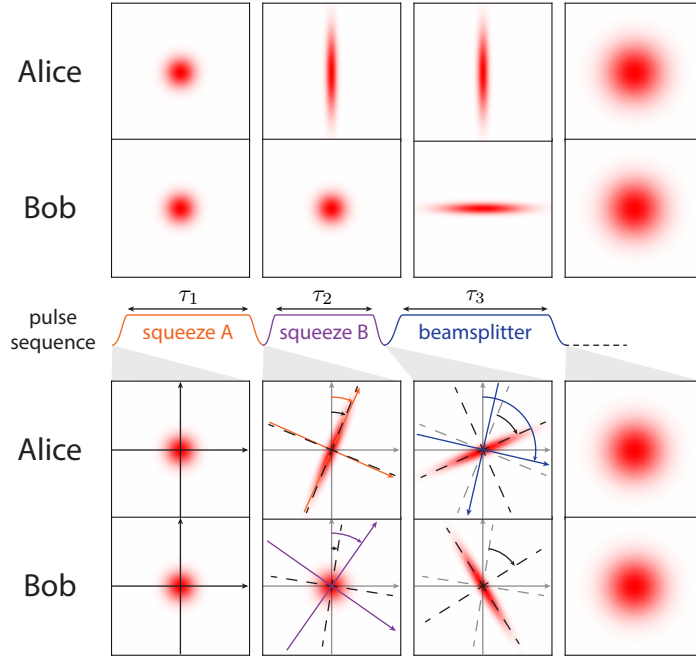 Alice
Bob
τ₁ τ₂ τ₃
pulse sequence
squeeze A squeeze B beamsplitter
Alice
Bob